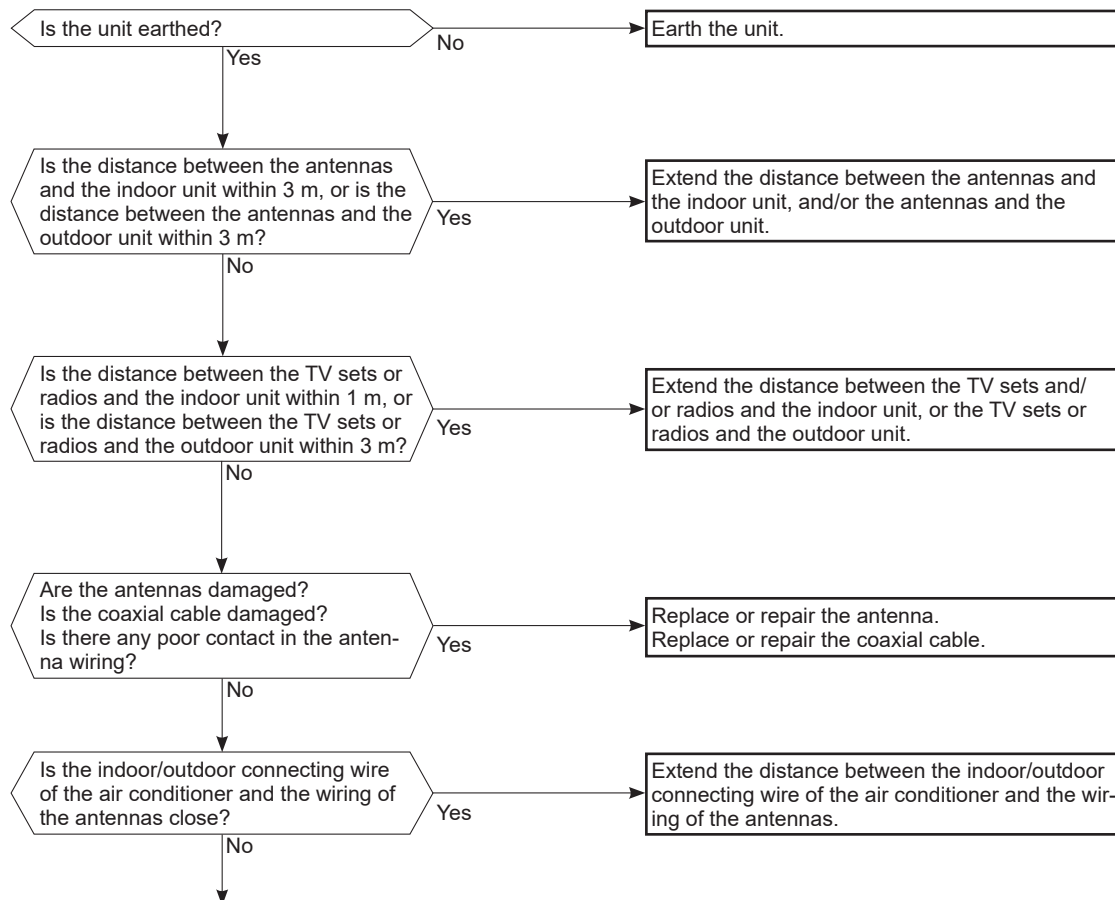 Is the unit earthed?
No
Earth the unit.
Yes
Is the distance between the antennas
and the indoor unit within 3 m, or is the
distance between the antennas and the
outdoor unit within 3 m?
Yes
Extend the distance between the antennas and
the indoor unit, and/or the antennas and the
outdoor unit.
No
Is the distance between the TV sets or
radios and the indoor unit within 1 m, or
is the distance between the TV sets or
radios and the outdoor unit within 3 m?
Yes
Extend the distance between the TV sets and/
or radios and the indoor unit, or the TV sets or
radios and the outdoor unit.
No
Are the antennas damaged?
Is the coaxial cable damaged?
Is there any poor contact in the anten-
na wiring?
Yes
Replace or repair the antenna.
Replace or repair the coaxial cable.
No
Is the indoor/outdoor connecting wire
of the air conditioner and the wiring of
the antennas close?
Yes
Extend the distance between the indoor/outdoor
connecting wire of the air conditioner and the wir-
ing of the antennas.
No